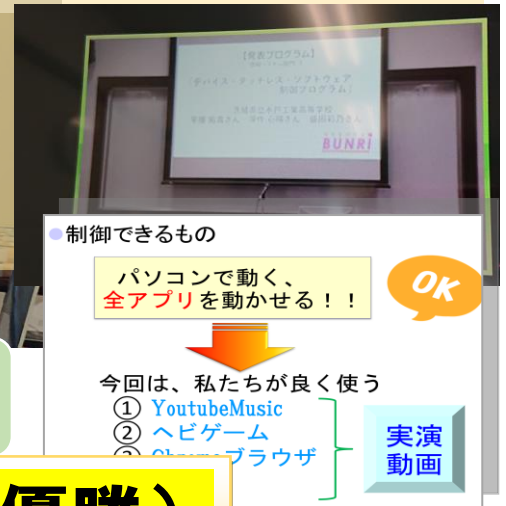 【発表プログラム】
「デバイス・タッチレス・ソフトウェア
制御プログラム」
BUNRI
制御できるもの
OK
パソコンで動く、
全アプリを動かせる！！
今回は、私たちが良く使う
① YoutubeMusic
② ヘビゲーム
③ Chromeブラウザ
実演
動画
優勝）